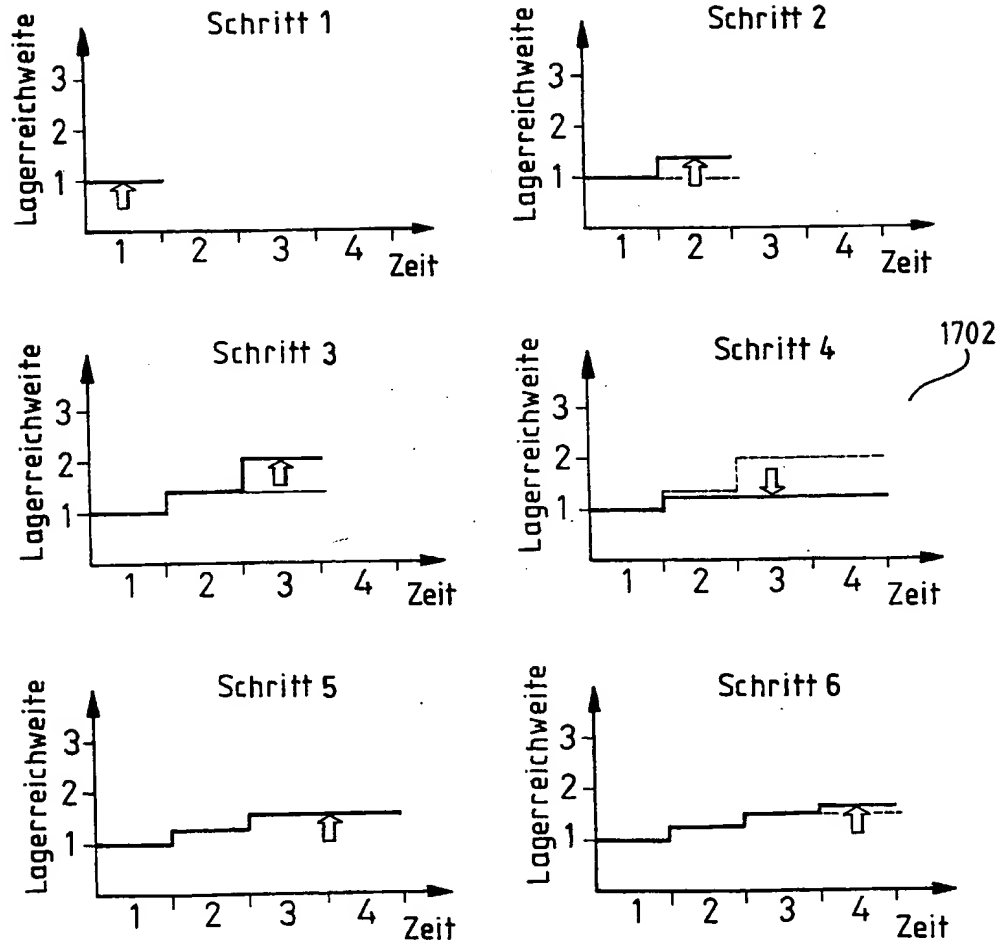 Schritt 1
Lagerreichweite
3
2
1
1 2 3 4
Zeit
Schritt 2
Lagerreichweite
3
2
1
1 2 3 4
Zeit
Schritt 3
Lagerreichweite
3
2
1
1 2 3 4
Zeit
Schritt 4
1702
Lagerreichweite
3
2
1
1 2 3 4
Zeit
Schritt 5
Lagerreichweite
3
2
1
1 2 3 4
Zeit
Schritt 6
Lagerreichweite
3
2
1
1 2 3 4
Zeit